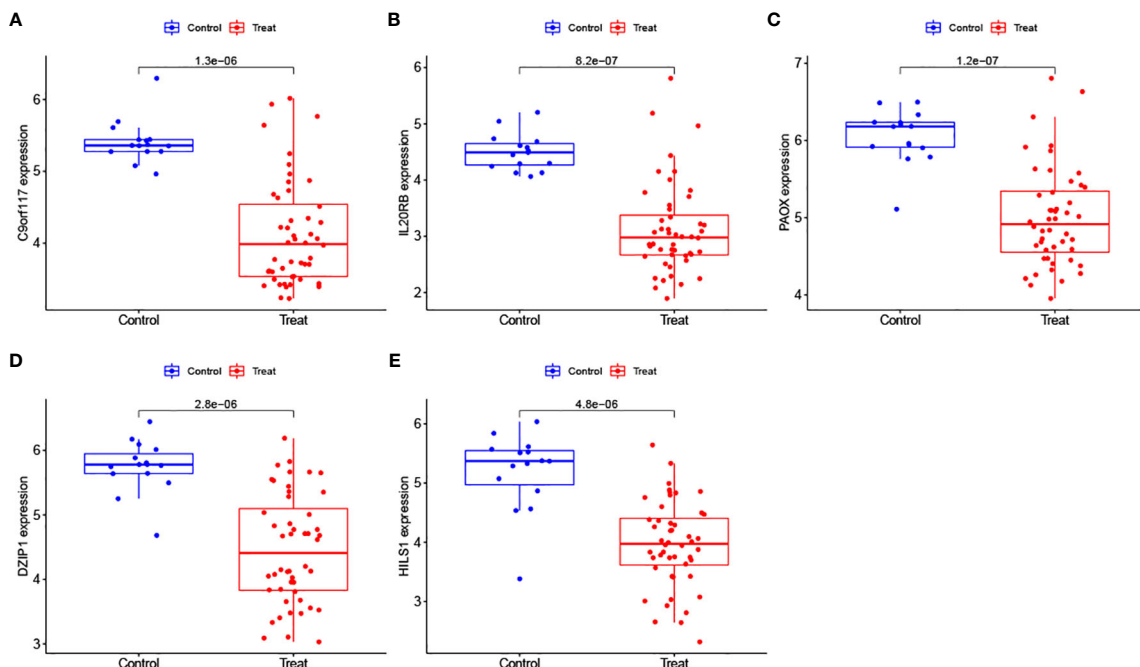 A
Control Treat
1.3e-06
C9orf117 expression
6
5
4
Control Treat
B
Control Treat
8.2e-07
IL20RB expression
6
5
4
3
2
Control Treat
C
Control Treat
1.2e-07
PAOX expression
7
6
5
4
Control Treat
D
Control Treat
2.8e-06
DZIP1 expression
6
5
4
3
Control Treat
E
Control Treat
4.8e-06
HILS1 expression
6
5
4
3
Control Treat